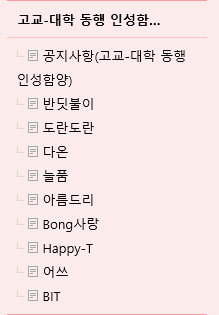 고교-대학 동행 인성함...
공지사항(고교-대학 동행
인성함양)
반딧불이
도란도란
다온
늘품
아름드리
Bong사랑
Happy-T
어쓰
BIT